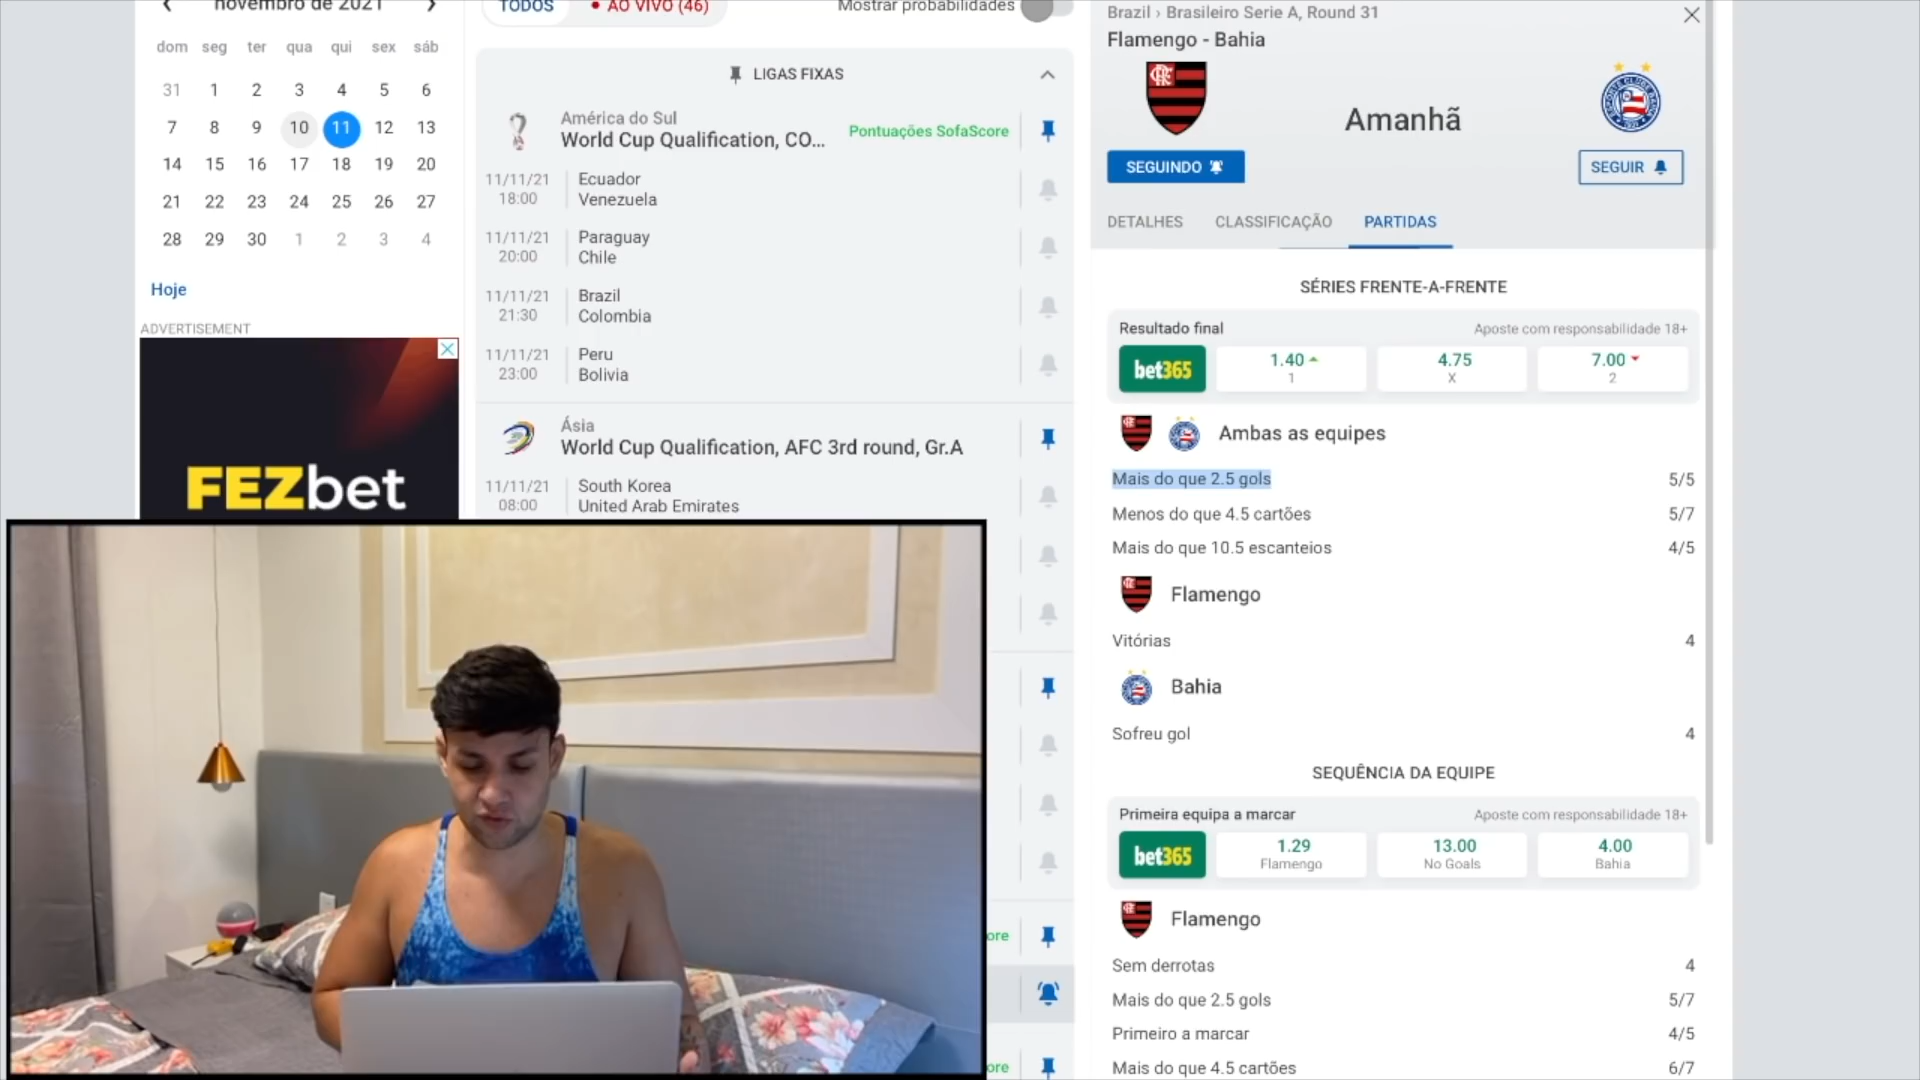 novembro de 2021
dom seg ter qua qui sex sáb
31 1 2 3 4 5 6
7 8 9 10 11 12 13
14 15 16 17 18 19 20
21 22 23 24 25 26 27
28 29 30 1 2 3 4
Hoje
ADVERTISEMENT
FEZbet
TODOS
AO VIVO (46)
Mostrar probabilidades
LIGAS FIXAS
América do Sul
World Cup Qualification, CO...
Pontuações SofaScore
11/11/21 Ecuador
18:00 Venezuela
11/11/21 Paraguay
20:00 Chile
11/11/21 Brazil
21:30 Colombia
11/11/21 Peru
23:00 Bolivia
Ásia
World Cup Qualification, AFC 3rd round, Gr.A
11/11/21 South Korea
08:00 United Arab Emirates
ore
ore
Brazil › Brasileiro Serie A, Round 31
Flamengo - Bahia
Amanhã
SEGUINDO
SEGUIR
DETALHES CLASSIFICAÇÃO PARTIDAS
SÉRIES FRENTE-A-FRENTE
Resultado final Aposte com responsabilidade 18+
bet365
1.40 4.75 7.00
1 X 2
Ambas as equipes
Mais do que 2.5 gols 5/5
Menos do que 4.5 cartões 5/7
Mais do que 10.5 escanteios 4/5
Flamengo
Vitórias 4
Bahia
Sofreu gol 4
SEQUÊNCIA DA EQUIPE
Primeira equipa a marcar Aposte com responsabilidade 18+
bet365
1.29 13.00 4.00
Flamengo No Goals Bahia
Flamengo
Sem derrotas 4
Mais do que 2.5 gols 5/7
Primeiro a marcar 4/5
Mais do que 4.5 cartões 6/7